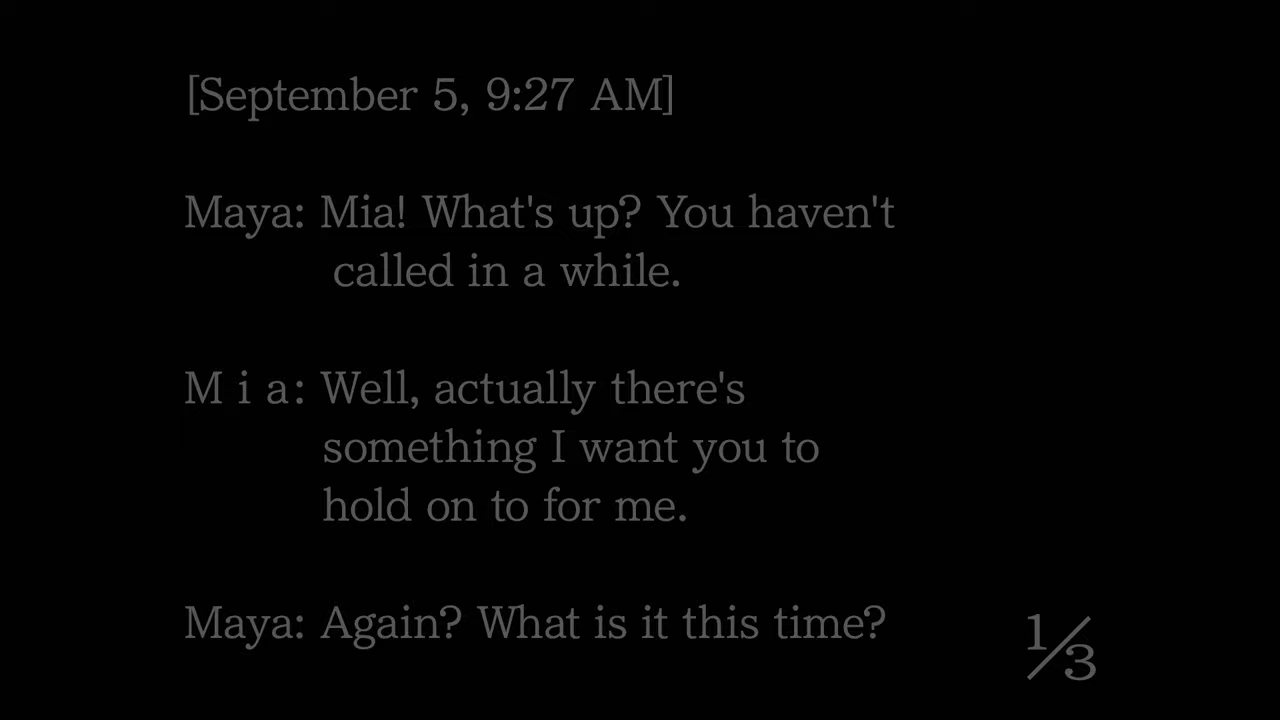 [September 5, 9:27 AM]
Maya: Mia! What's up? You haven't
called in a while.
M i a: Well, actually there's
something I want you to
hold on to for me.
Maya: Again? What is it this time?
1/3